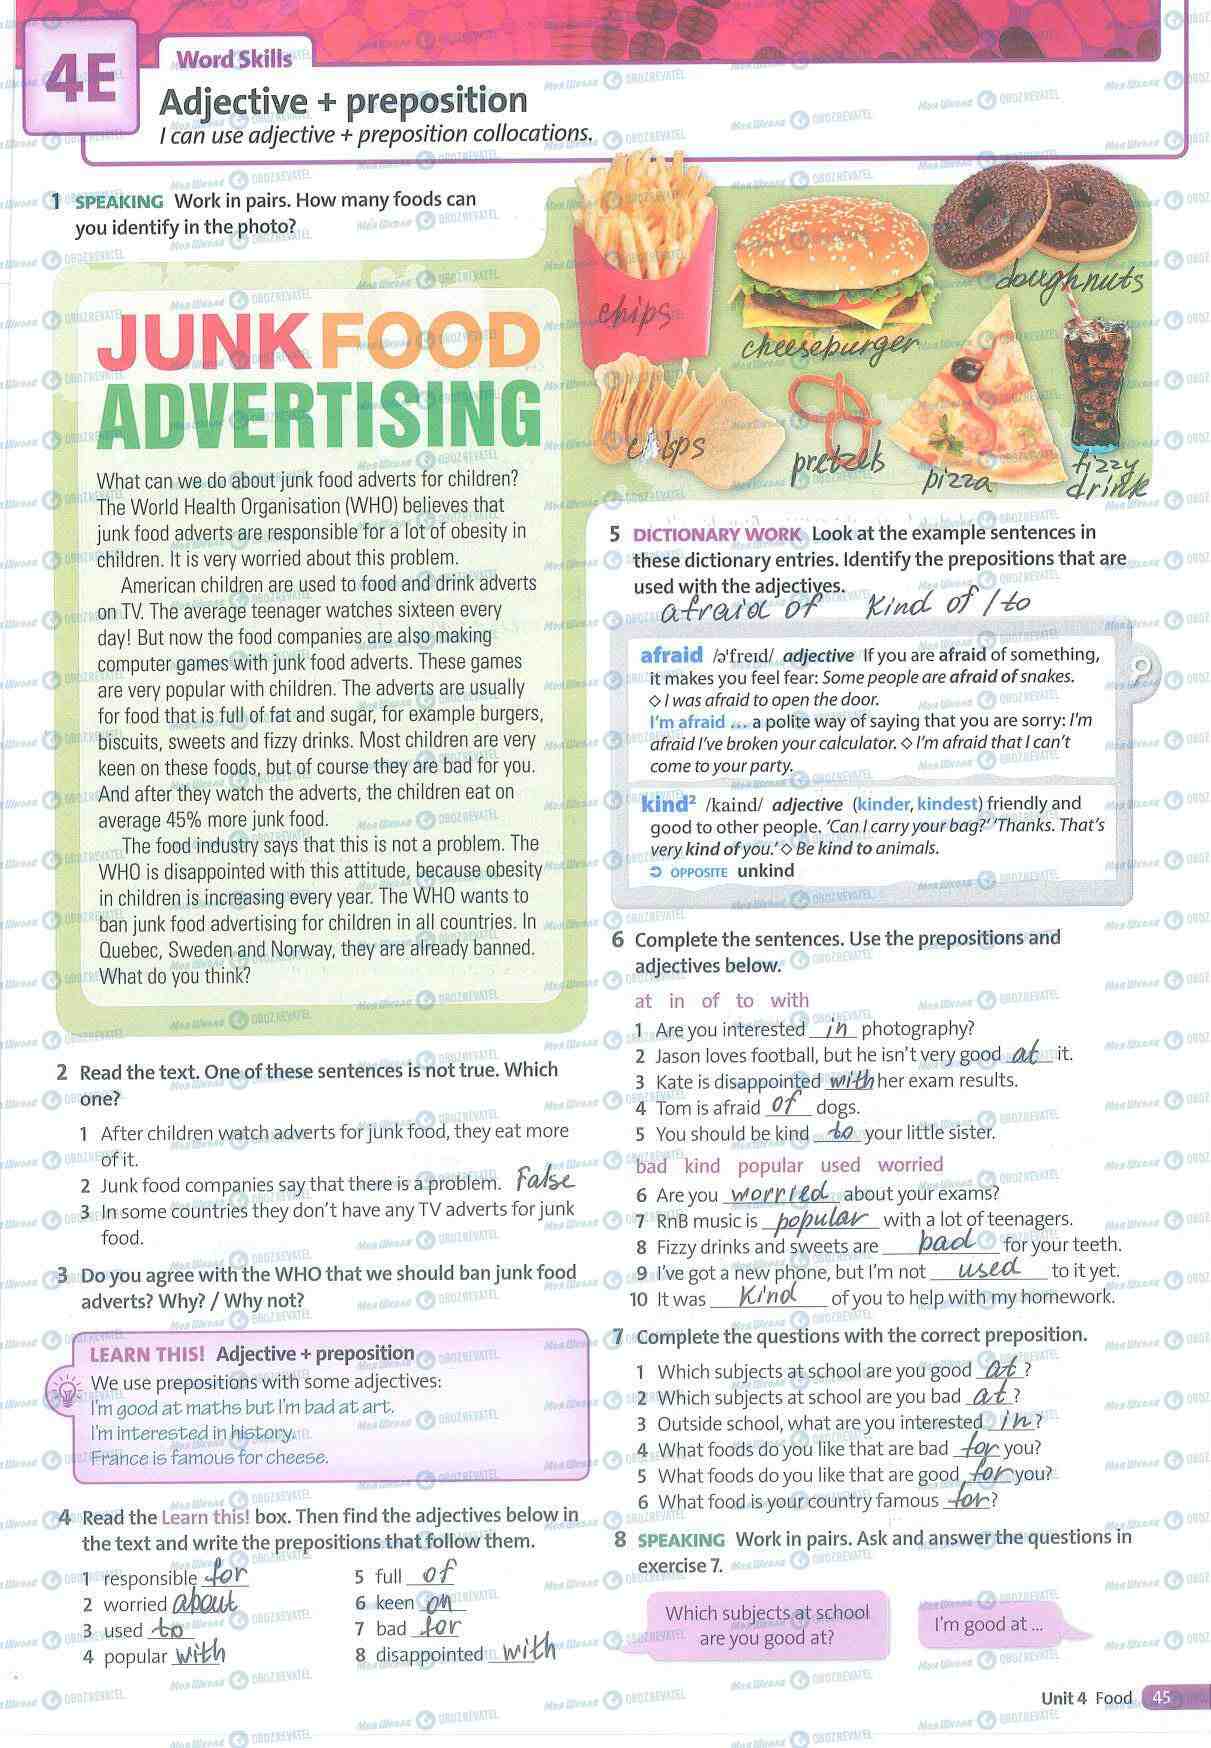 4E
Word Skills
Adjective + preposition
I can use adjective + preposition collocations.
1 SPEAKING Work in pairs. How many foods can
you identify in the photo?
chips
cheeseburger
doughnuts
crisps
pretzels
pizza
fizzy
drink
JUNK FOOD
ADVERTISING
What can we do about junk food adverts for children?
The World Health Organisation (WHO) believes that
junk food adverts are responsible for a lot of obesity in
children. It is very worried about this problem.
American children are used to food and drink adverts
on TV. The average teenager watches sixteen every
day! But now the food companies are also making
computer games with junk food adverts. These games
are very popular with children. The adverts are usually
for food that is full of fat and sugar, for example burgers,
biscuits, sweets and fizzy drinks. Most children are very
keen on these foods, but of course they are bad for you.
And after they watch the adverts, the children eat on
average 45% more junk food.
The food industry says that this is not a problem. The
WHO is disappointed with this attitude, because obesity
in children is increasing every year. The WHO wants to
ban junk food advertising for children in all countries. In
Quebec, Sweden and Norway, they are already banned.
What do you think?
2 Read the text. One of these sentences is not true. Which
one?
1 After children watch adverts for junk food, they eat more
of it.
2 Junk food companies say that there is a problem. False
3 In some countries they don't have any TV adverts for junk
food.
3 Do you agree with the WHO that we should ban junk food
adverts? Why? / Why not?
LEARN THIS! Adjective + preposition
We use prepositions with some adjectives:
I'm good at maths but I'm bad at art.
I'm interested in history.
France is famous for cheese.
4 Read the Learn this! box. Then find the adjectives below in
the text and write the prepositions that follow them.
1 responsible for
2 worried about
3 used to
4 popular with
5 full of
6 keen on
7 bad for
8 disappointed with
5 DICTIONARY WORK Look at the example sentences in
these dictionary entries. Identify the prepositions that are
used with the adjectives.
afraid of kind of / to
afraid /ə'freɪd/ adjective If you are afraid of something,
it makes you feel fear: Some people are afraid of snakes.
◇ I was afraid to open the door.
I'm afraid ... a polite way of saying that you are sorry: I'm
afraid I've broken your calculator. ◇ I'm afraid that I can't
come to your party.
kind² /kaɪnd/ adjective (kinder, kindest) friendly and
good to other people. 'Can I carry your bag?' 'Thanks. That's
very kind of you.' ◇ Be kind to animals.
➲ OPPOSITE unkind
6 Complete the sentences. Use the prepositions and
adjectives below.
at in of to with
1 Are you interested in photography?
2 Jason loves football, but he isn't very good at it.
3 Kate is disappointed with her exam results.
4 Tom is afraid of dogs.
5 You should be kind to your little sister.
bad kind popular used worried
6 Are you worried about your exams?
7 RnB music is popular with a lot of teenagers.
8 Fizzy drinks and sweets are bad for your teeth.
9 I've got a new phone, but I'm not used to it yet.
10 It was kind of you to help with my homework.
7 Complete the questions with the correct preposition.
1 Which subjects at school are you good at?
2 Which subjects at school are you bad at?
3 Outside school, what are you interested in?
4 What foods do you like that are bad for you?
5 What foods do you like that are good for you?
6 What food is your country famous for?
8 SPEAKING Work in pairs. Ask and answer the questions in
exercise 7.
Which subjects at school
are you good at?
I'm good at ...
Unit 4 Food 45